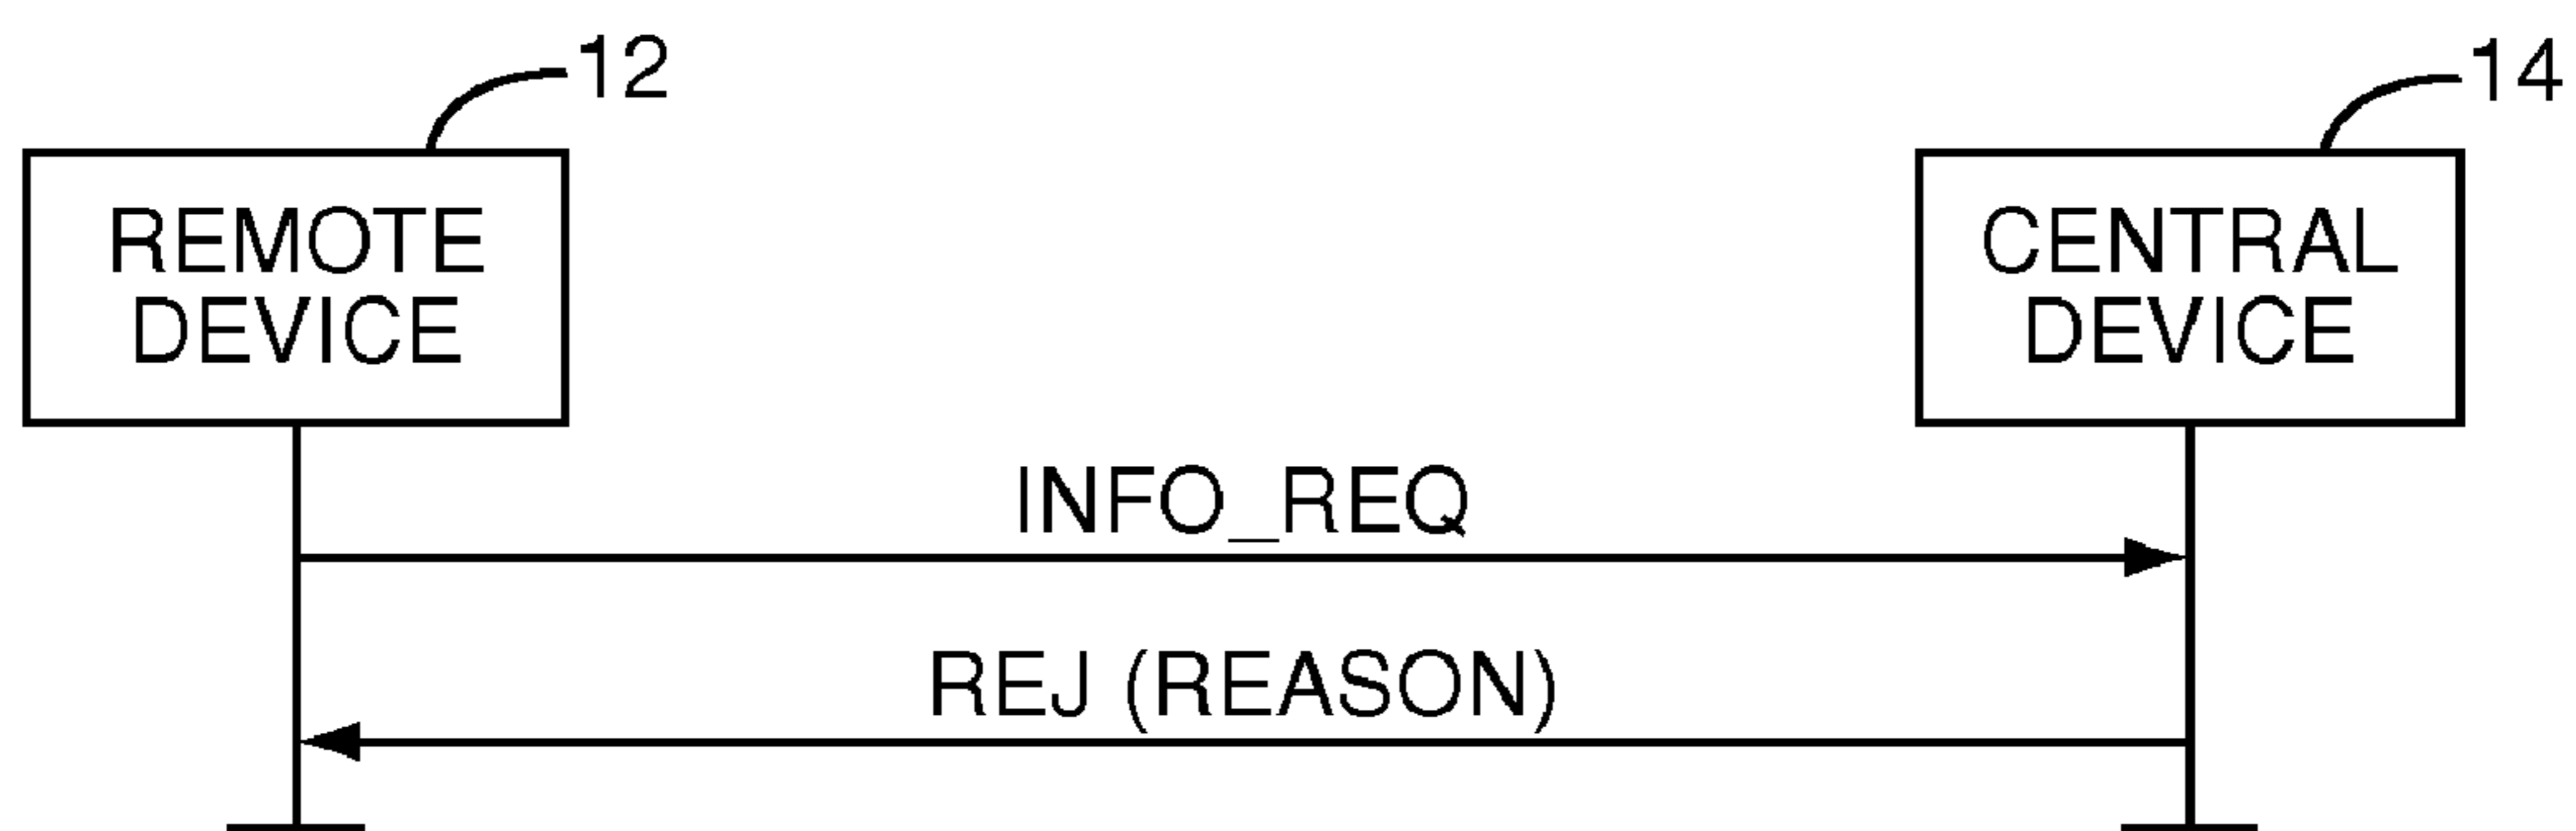 12
14
REMOTE
DEVICE
CENTRAL
DEVICE
INFO_REQ
REJ (REASON)